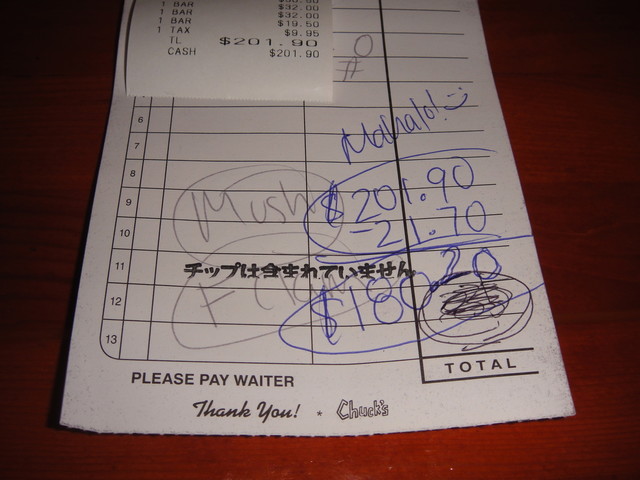 1 BAR $32.00
1 BAR $32.00
1 BAR $19.50
1 TAX $9.95
TL $201.90
CASH $201.90
Mahalo!
6
7
8
9 Mush $201.90
10 -21.70
11 チップは含まれていません
12 $180.20
13
TOTAL
PLEASE PAY WAITER
Thank You! * Chuck's